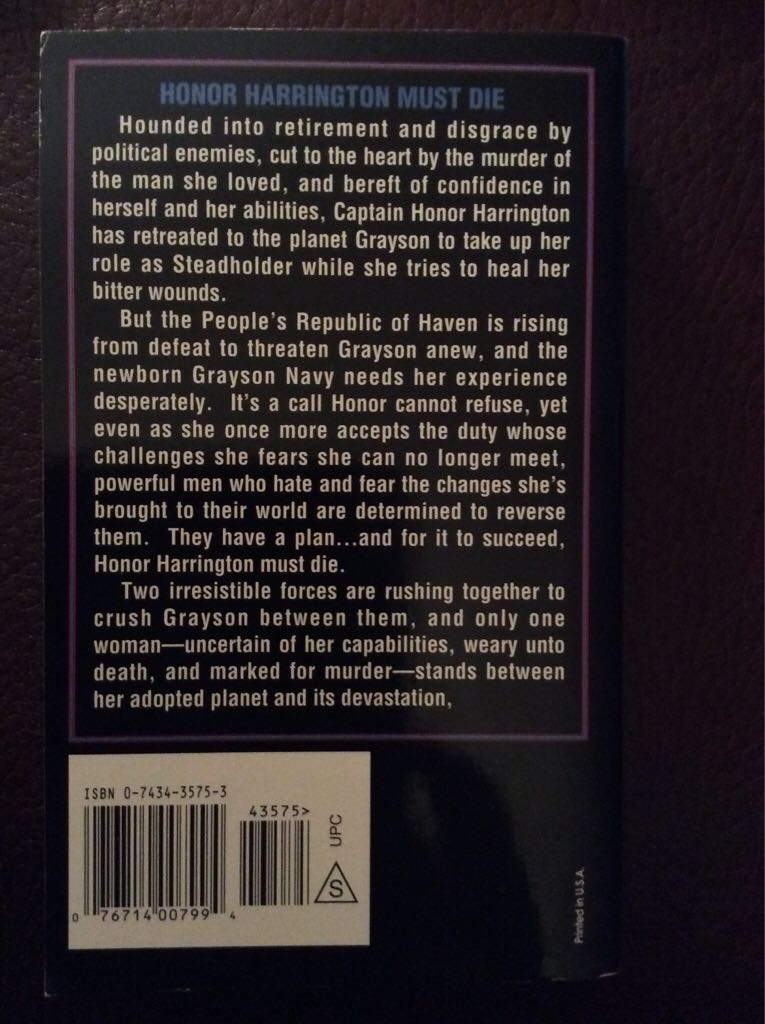 HONOR HARRINGTON MUST DIE
Hounded into retirement and disgrace by
political enemies, cut to the heart by the murder of
the man she loved, and bereft of confidence in
herself and her abilities, Captain Honor Harrington
has retreated to the planet Grayson to take up her
role as Steadholder while she tries to heal her
bitter wounds.
But the People's Republic of Haven is rising
from defeat to threaten Grayson anew, and the
newborn Grayson Navy needs her experience
desperately. It's a call Honor cannot refuse, yet
even as she once more accepts the duty whose
challenges she fears she can no longer meet,
powerful men who hate and fear the changes she's
brought to their world are determined to reverse
them. They have a plan...and for it to succeed,
Honor Harrington must die.
Two irresistible forces are rushing together to
crush Grayson between them, and only one
woman—uncertain of her capabilities, weary unto
death, and marked for murder—stands between
her adopted planet and its devastation,
ISBN 0-7434-3575-3
43575>
UPC
S
0 76714 00799 4
Printed in U.S.A.